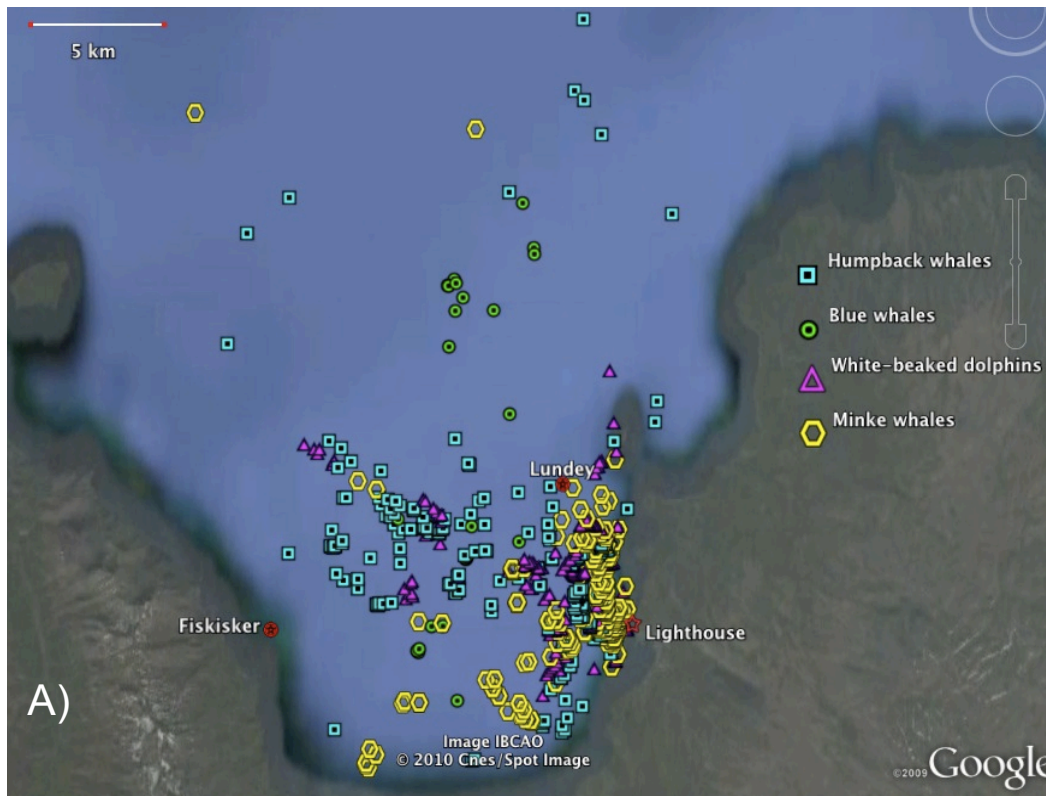 5 km
Humpback whales
Blue whales
White-beaked dolphins
Minke whales
Lundey
Fiskisker
Lighthouse
A)
Image IBCAO
© 2010 Cnes/Spot Image
©2009 Google